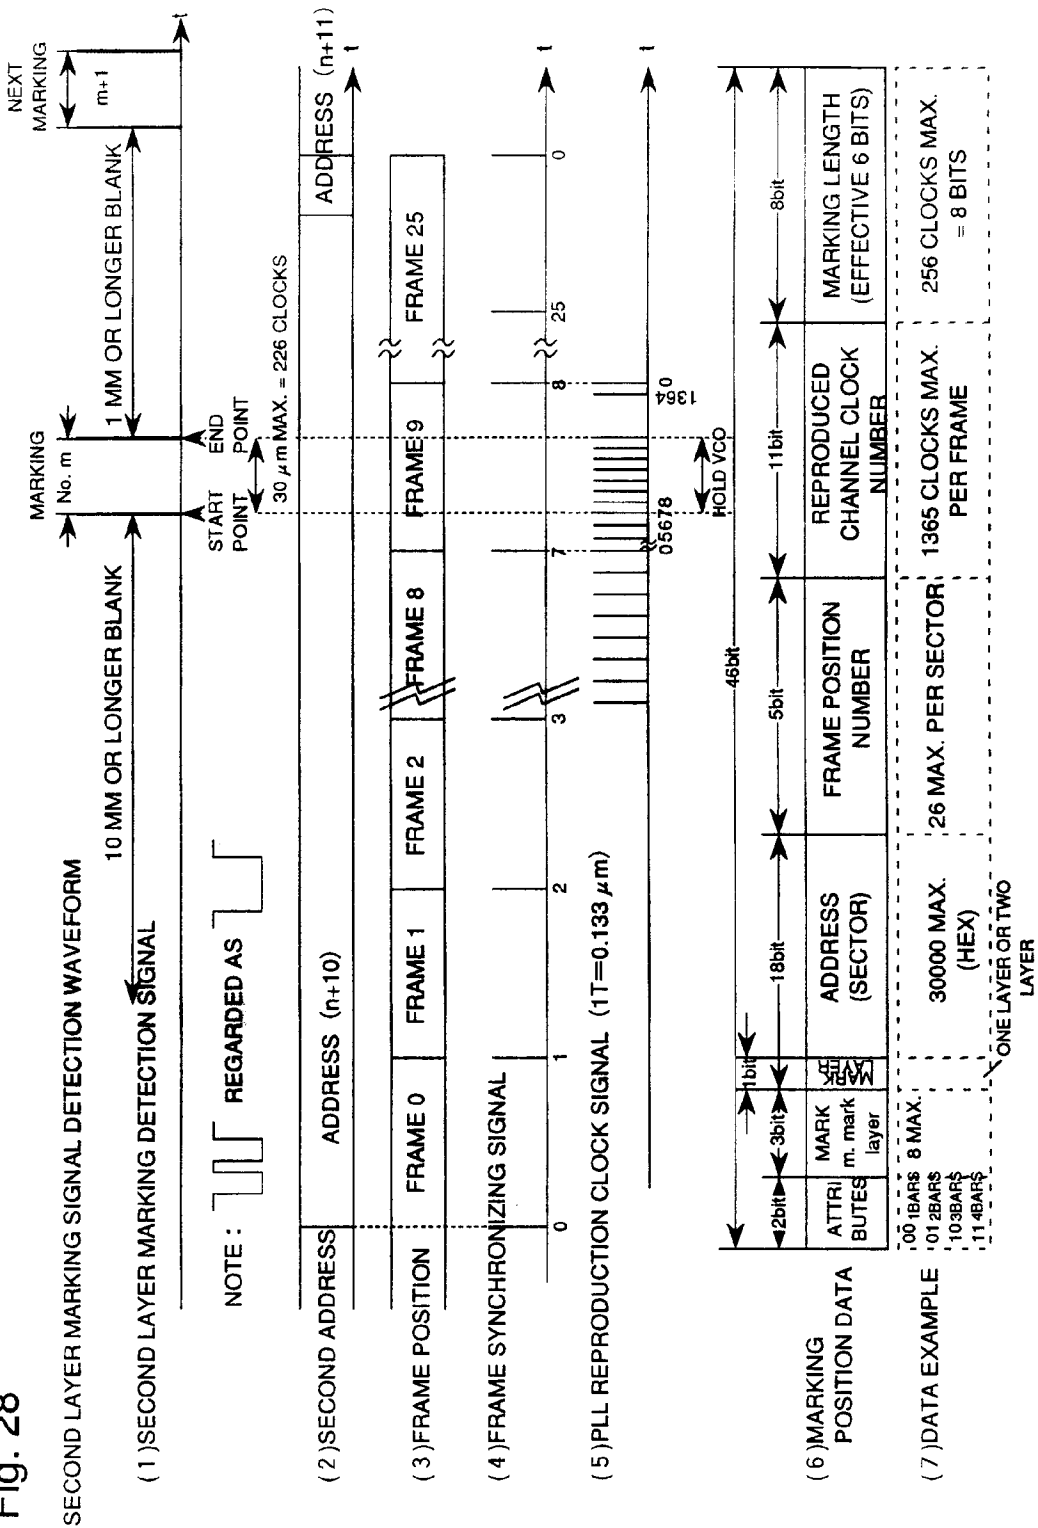 Fig. 28
SECOND LAYER MARKING SIGNAL DETECTION WAVEFORM
(1)SECOND LAYER MARKING DETECTION SIGNAL
10 MM OR LONGER BLANK
MARKING
No. m
1 MM OR LONGER BLANK
NEXT
MARKING
m+1
t
START
POINT
END
POINT
30 μm MAX. = 226 CLOCKS
NOTE :
REGARDED AS
(2)SECOND ADDRESS
ADDRESS (n+10)
ADDRESS (n+11)
t
(3)FRAME POSITION
FRAME 0
FRAME 1
FRAME 2
FRAME 8
FRAME 9
FRAME 25
(4)FRAME SYNCHRONIZING SIGNAL
0
1
2
3
7
8
25
0
t
(5)PLL REPRODUCTION CLOCK SIGNAL (1T=0.133 μm)
05678
1364
0
t
HOLD VCO
46bit
2bit
3bit
1bit
18bit
5bit
11bit
8bit
(6)MARKING
POSITION DATA
ATTRI
BUTES
MARK
m. mark
layer
MARK
LAYER
ADDRESS
(SECTOR)
FRAME POSITION
NUMBER
REPRODUCED
CHANNEL CLOCK
NUMBER
MARKING LENGTH
(EFFECTIVE 6 BITS)
(7)DATA EXAMPLE
00 1BARS
01 2BARS
10 3BARS
11 4BARS
8 MAX.
ONE LAYER OR TWO
LAYER
30000 MAX.
(HEX)
26 MAX. PER SECTOR
1365 CLOCKS MAX.
PER FRAME
256 CLOCKS MAX.
= 8 BITS